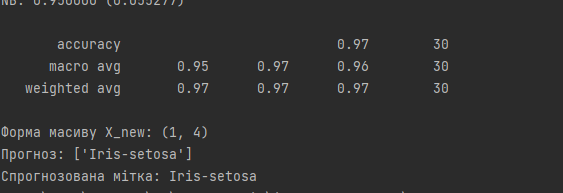 NB: 0.950000 (0.055277)
accuracy 0.97 30
macro avg 0.95 0.97 0.96 30
weighted avg 0.97 0.97 0.97 30
Форма масиву X_new: (1, 4)
Прогноз: ['Iris-setosa']
Спрогнозована мітка: Iris-setosa